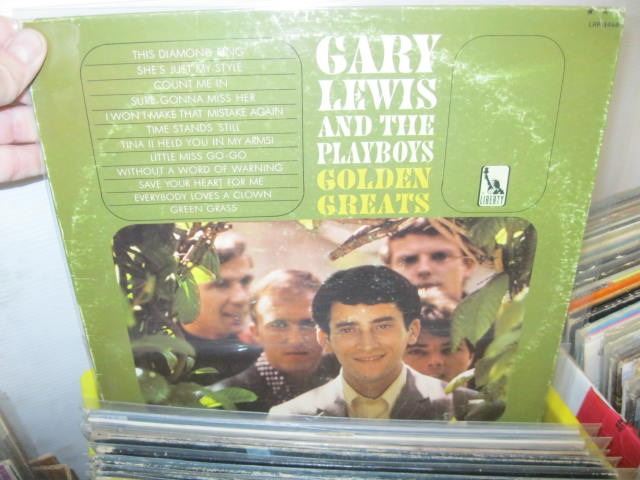 THIS DIAMOND RING
SHE'S JUST MY STYLE
COUNT ME IN
SURE GONNA MISS HER
I WON'T MAKE THAT MISTAKE AGAIN
TIME STANDS STILL
TINA (I HELD YOU IN MY ARMS)
LITTLE MISS GO-GO
WITHOUT A WORD OF WARNING
SAVE YOUR HEART FOR ME
EVERYBODY LOVES A CLOWN
GREEN GRASS
GARY
LEWIS
AND THE
PLAYBOYS
GOLDEN
GREATS
LIBERTY